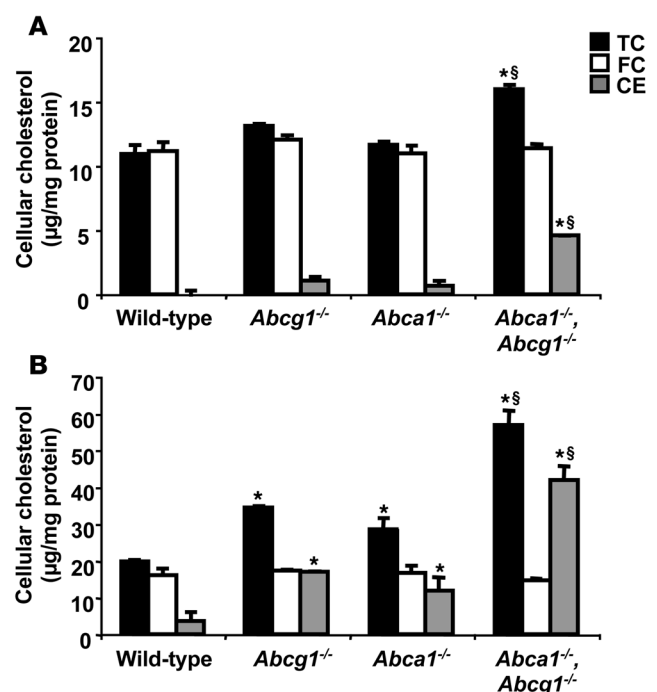 A
20
15
10
5
0
Cellular cholesterol
(µg/mg protein)
TC
FC
CE
*§
*§
Wild-type
Abcg1-/-
Abca1-/-
Abca1-/-,
Abcg1-/-
B
70
60
50
40
30
20
10
0
Cellular cholesterol
(µg/mg protein)
*
*
*
*
*§
*§
Wild-type
Abcg1-/-
Abca1-/-
Abca1-/-,
Abcg1-/-